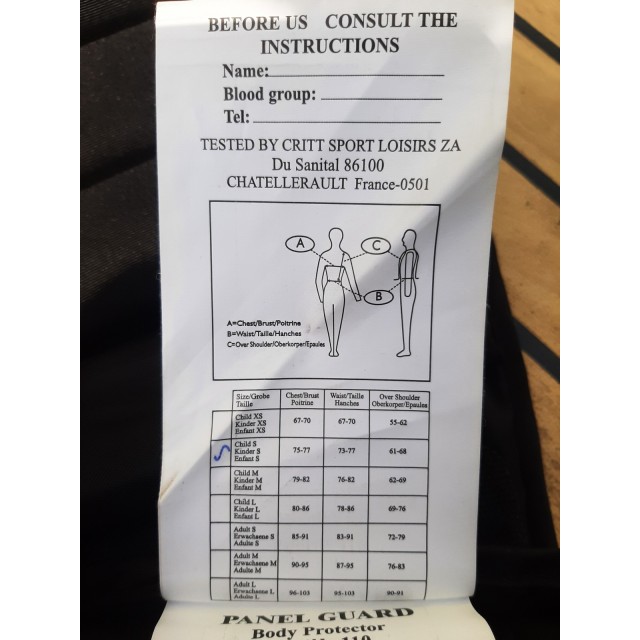 BEFORE US CONSULT THE
INSTRUCTIONS
Name:
Blood group:
Tel:
TESTED BY CRITT SPORT LOISIRS ZA
Du Sanital 86100
CHATELLERAULT France-0501
A
C
B
A=Chest/Brust/Poitrine
B=Waist/Taille/Hanches
C=Over Shoulder/Oberkorper/Epaules
Size/Grobe Chest/Brust Waist/Taille Over Shoulder
Taille Poitrine Hanches Oberkorper/Epaules
Child XS
Kinder XS 67-70 67-70 55-62
Enfant XS
Child S
Kinder S 75-77 73-77 61-68
Enfant S
Child M
Kinder M 79-82 76-82 62-69
Enfant M
Child L
Kinder L 80-86 78-86 69-76
Enfant L
Adult S
Erwachsene S 85-91 83-91 72-79
Adulte S
Adult M
Erwachsene M 90-95 87-95 76-83
Adulte M
Adult L
Erwachsene L 96-103 95-103 80-91
Adulte L
PANEL GUARD
Body Protector